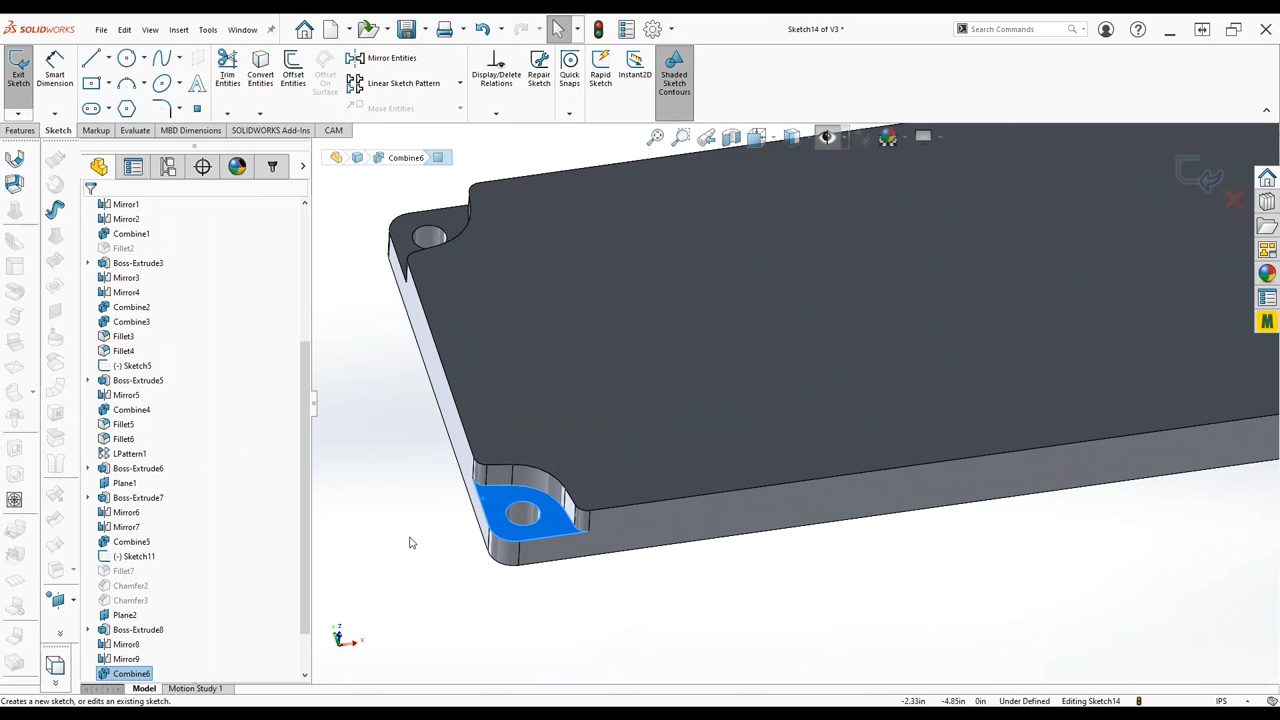 SOLIDWORKS File Edit View Insert Tools Window Sketch14 of V3 * Search Commands
Exit Sketch Smart Dimension Trim Entities Convert Entities Offset Entities Offset On Surface Mirror Entities Linear Sketch Pattern Move Entities Display/Delete Relations Repair Sketch Quick Snaps Rapid Sketch Instant2D Shaded Sketch Contours
Features Sketch Markup Evaluate MBD Dimensions SOLIDWORKS Add-Ins CAM
Combine6
Mirror1
Mirror2
Combine1
Fillet2
Boss-Extrude3
Mirror3
Mirror4
Combine2
Combine3
Fillet3
Fillet4
(-) Sketch5
Boss-Extrude5
Mirror5
Combine4
Fillet5
Fillet6
LPattern1
Boss-Extrude6
Plane1
Boss-Extrude7
Mirror6
Mirror7
Combine5
(-) Sketch11
Fillet7
Chamfer2
Chamfer3
Plane2
Boss-Extrude8
Mirror8
Mirror9
Combine6
Y Z X
M
Model Motion Study 1
Creates a new sketch, or edits an existing sketch. -2.33in -4.85in 0in Under Defined Editing Sketch14 IPS